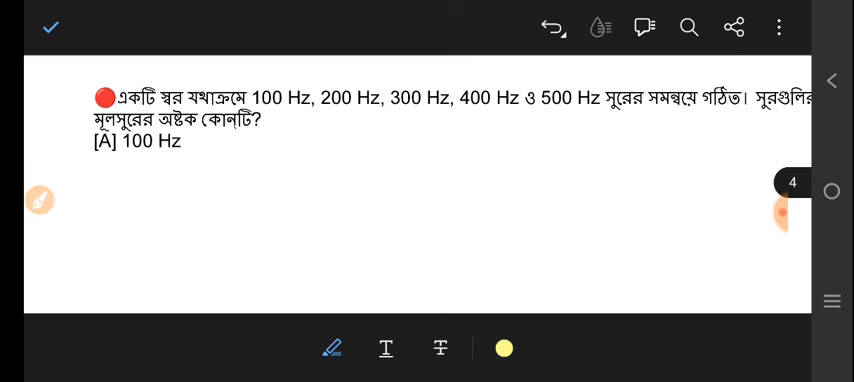 🔴একটি স্বর যথাক্রমে 100 Hz, 200 Hz, 300 Hz, 400 Hz ও 500 Hz সুরের সমন্বয়ে গঠিত। সুরগুলির
মূলসুরের অষ্টক কোন্‌টি?
[A] 100 Hz
4
T
T